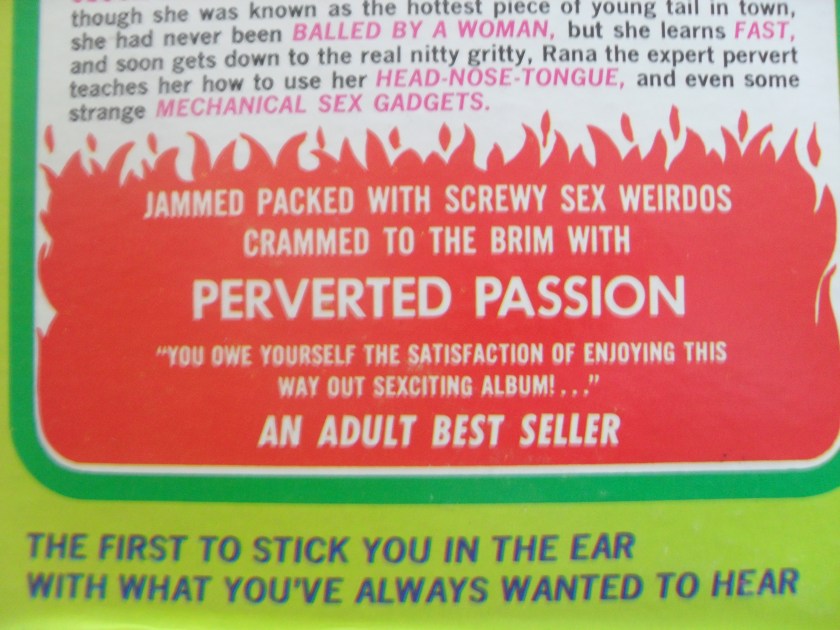 though she was known as the hottest piece of young tail in town,
she had never been BALLED BY A WOMAN, but she learns FAST,
and soon gets down to the real nitty gritty, Rana the expert pervert
teaches her how to use her HEAD-NOSE-TONGUE, and even some
strange MECHANICAL SEX GADGETS.
JAMMED PACKED WITH SCREWY SEX WEIRDOS
CRAMMED TO THE BRIM WITH
PERVERTED PASSION
"YOU OWE YOURSELF THE SATISFACTION OF ENJOYING THIS
WAY OUT SEXCITING ALBUM!..."
AN ADULT BEST SELLER
THE FIRST TO STICK YOU IN THE EAR
WITH WHAT YOU'VE ALWAYS WANTED TO HEAR